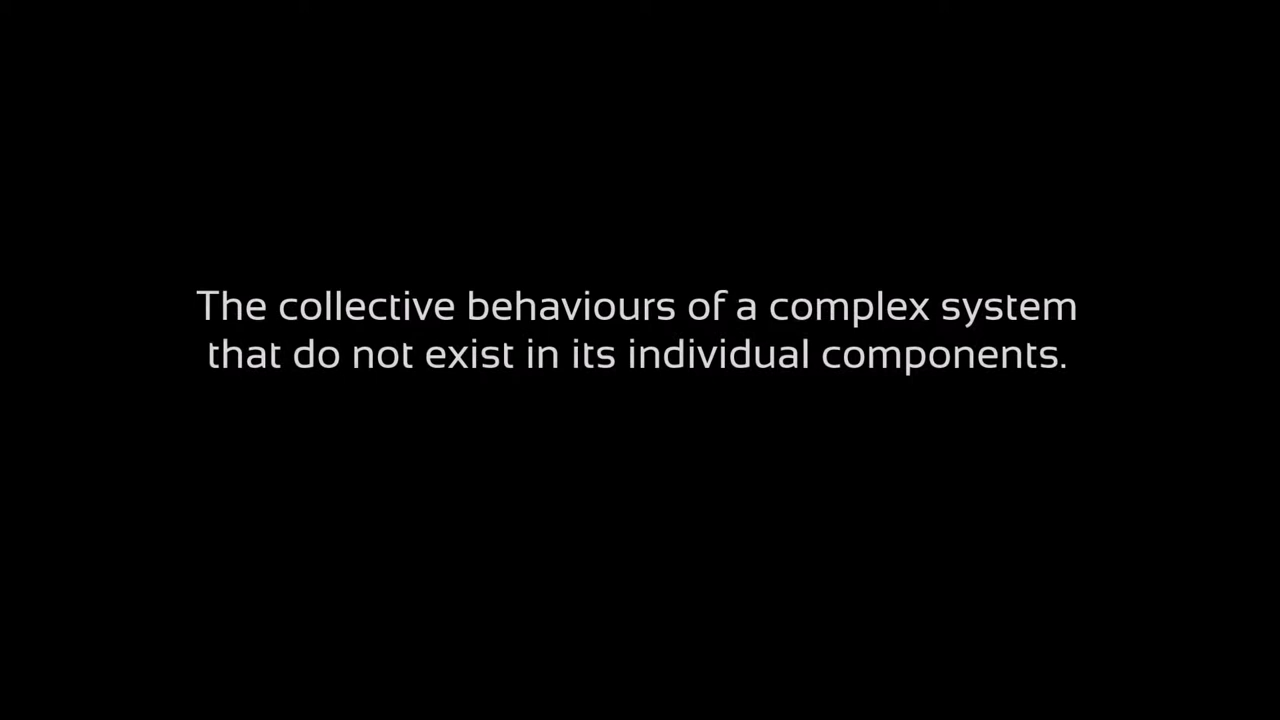 The collective behaviours of a complex system
that do not exist in its individual components.